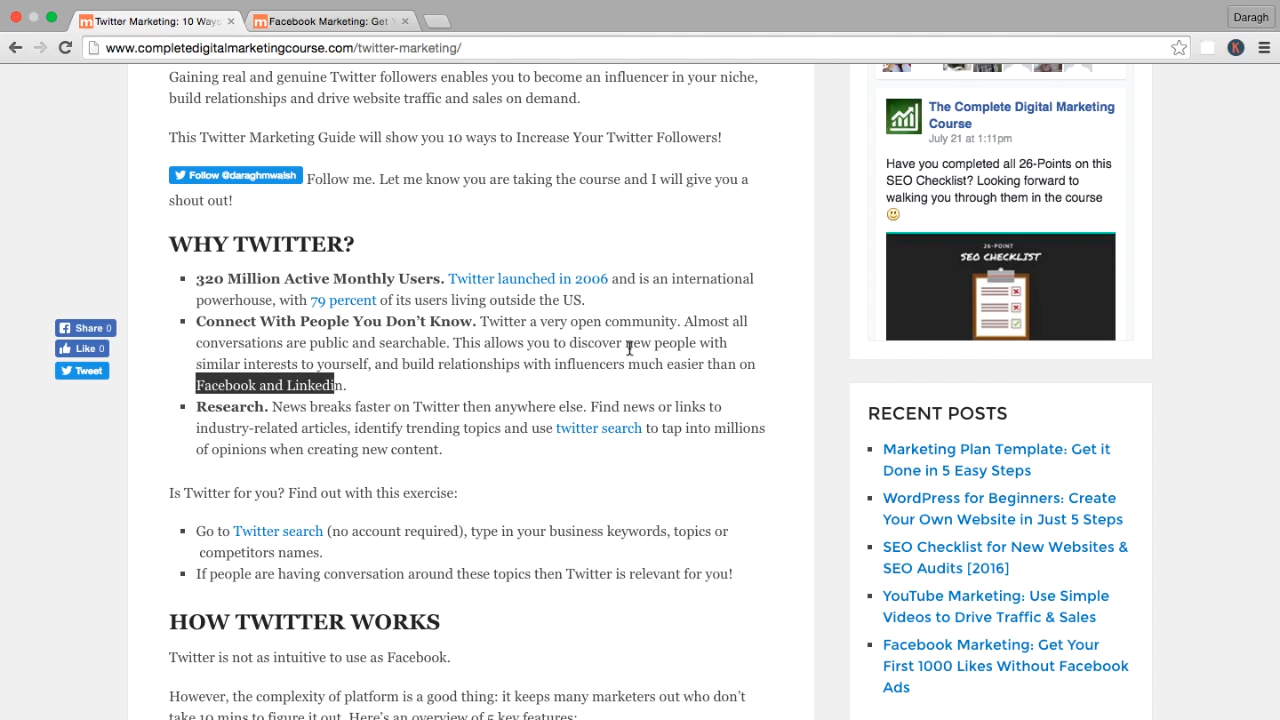 Twitter Marketing: 10 Ways
Facebook Marketing: Get
Daragh
www.completedigitalmarketingcourse.com/twitter-marketing/
K
Gaining real and genuine Twitter followers enables you to become an influencer in your niche,
build relationships and drive website traffic and sales on demand.
This Twitter Marketing Guide will show you 10 ways to Increase Your Twitter Followers!
Follow @daraghmwalsh Follow me. Let me know you are taking the course and I will give you a
shout out!
WHY TWITTER?
320 Million Active Monthly Users. Twitter launched in 2006 and is an international
powerhouse, with 79 percent of its users living outside the US.
Connect With People You Don't Know. Twitter a very open community. Almost all
conversations are public and searchable. This allows you to discover new people with
similar interests to yourself, and build relationships with influencers much easier than on
Facebook and Linkedin.
Research. News breaks faster on Twitter then anywhere else. Find news or links to
industry-related articles, identify trending topics and use twitter search to tap into millions
of opinions when creating new content.
Is Twitter for you? Find out with this exercise:
Go to Twitter search (no account required), type in your business keywords, topics or
competitors names.
If people are having conversation around these topics then Twitter is relevant for you!
HOW TWITTER WORKS
Twitter is not as intuitive to use as Facebook.
However, the complexity of platform is a good thing: it keeps many marketers out who don't
take 10 mins to figure it out. Here's an overview of 5 key features:
Share 0
Like 0
Tweet
The Complete Digital Marketing
Course
July 21 at 1:11pm
Have you completed all 26-Points on this
SEO Checklist? Looking forward to
walking you through them in the course
26-POINT
SEO CHECKLIST
RECENT POSTS
Marketing Plan Template: Get it
Done in 5 Easy Steps
WordPress for Beginners: Create
Your Own Website in Just 5 Steps
SEO Checklist for New Websites &
SEO Audits [2016]
YouTube Marketing: Use Simple
Videos to Drive Traffic & Sales
Facebook Marketing: Get Your
First 1000 Likes Without Facebook
Ads